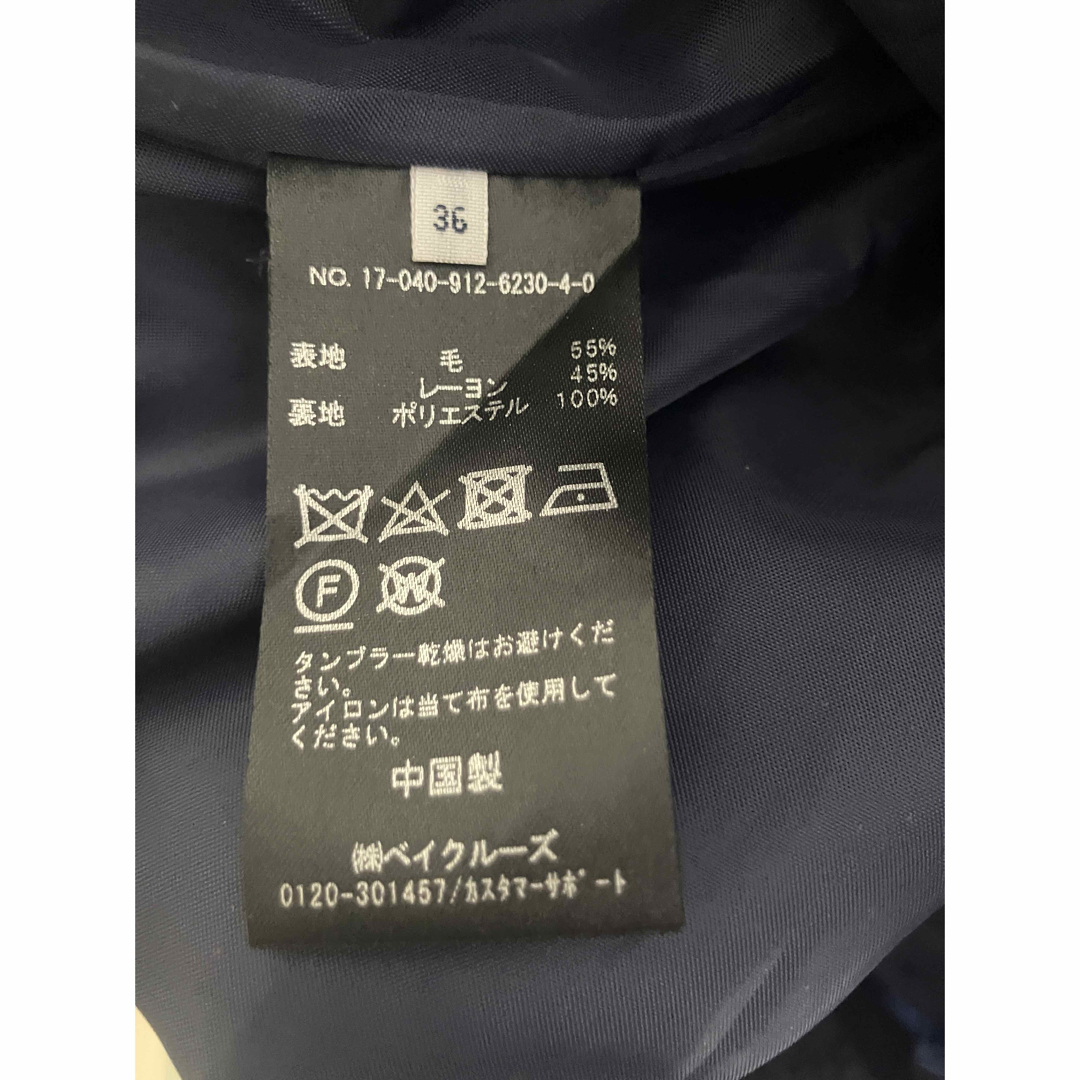 36
NO. 17-040-912-6230-4-0
表地 毛 55%
レーヨン 45%
裏地 ポリエステル 100%
F W
タンブラー乾燥はお避けくだ
さい。
アイロンは当て布を使用して
ください。
中国製
㈱ベイクルーズ
0120-301457/カスタマーサポート